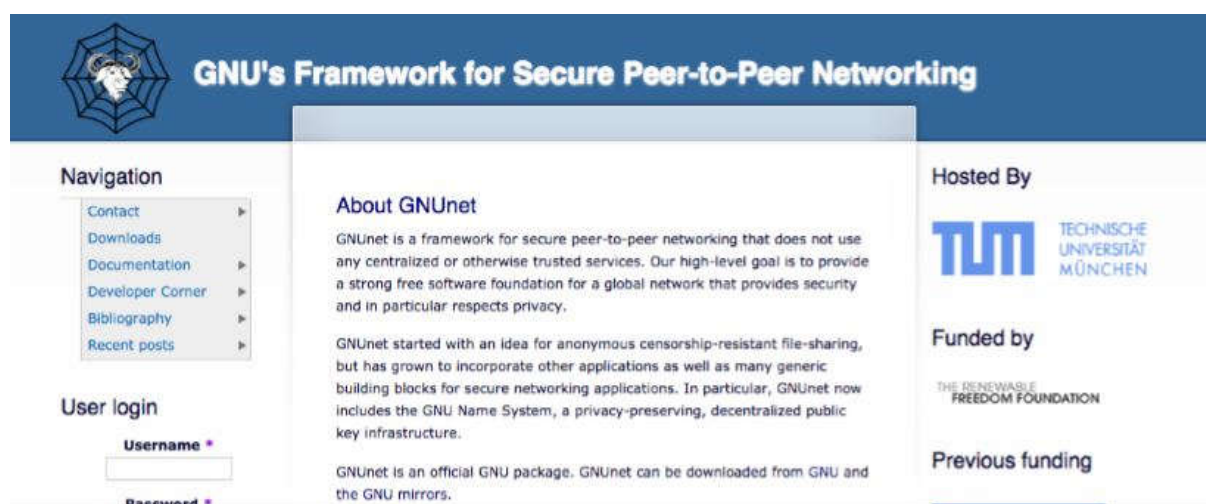 GNU's Framework for Secure Peer-to-Peer Networking
Navigation
Contact
Downloads
Documentation
Developer Corner
Bibliography
Recent posts
User login
Username *
Password *
About GNUnet
GNUnet is a framework for secure peer-to-peer networking that does not use
any centralized or otherwise trusted services. Our high-level goal is to provide
a strong free software foundation for a global network that provides security
and in particular respects privacy.
GNUnet started with an idea for anonymous censorship-resistant file-sharing,
but has grown to incorporate other applications as well as many generic
building blocks for secure networking applications. In particular, GNUnet now
includes the GNU Name System, a privacy-preserving, decentralized public
key infrastructure.
GNUnet is an official GNU package. GNUnet can be downloaded from GNU and
the GNU mirrors.
Hosted By
TUM
TECHNISCHE
UNIVERSITÄT
MÜNCHEN
Funded by
THE RENEWABLE
FREEDOM FOUNDATION
Previous funding